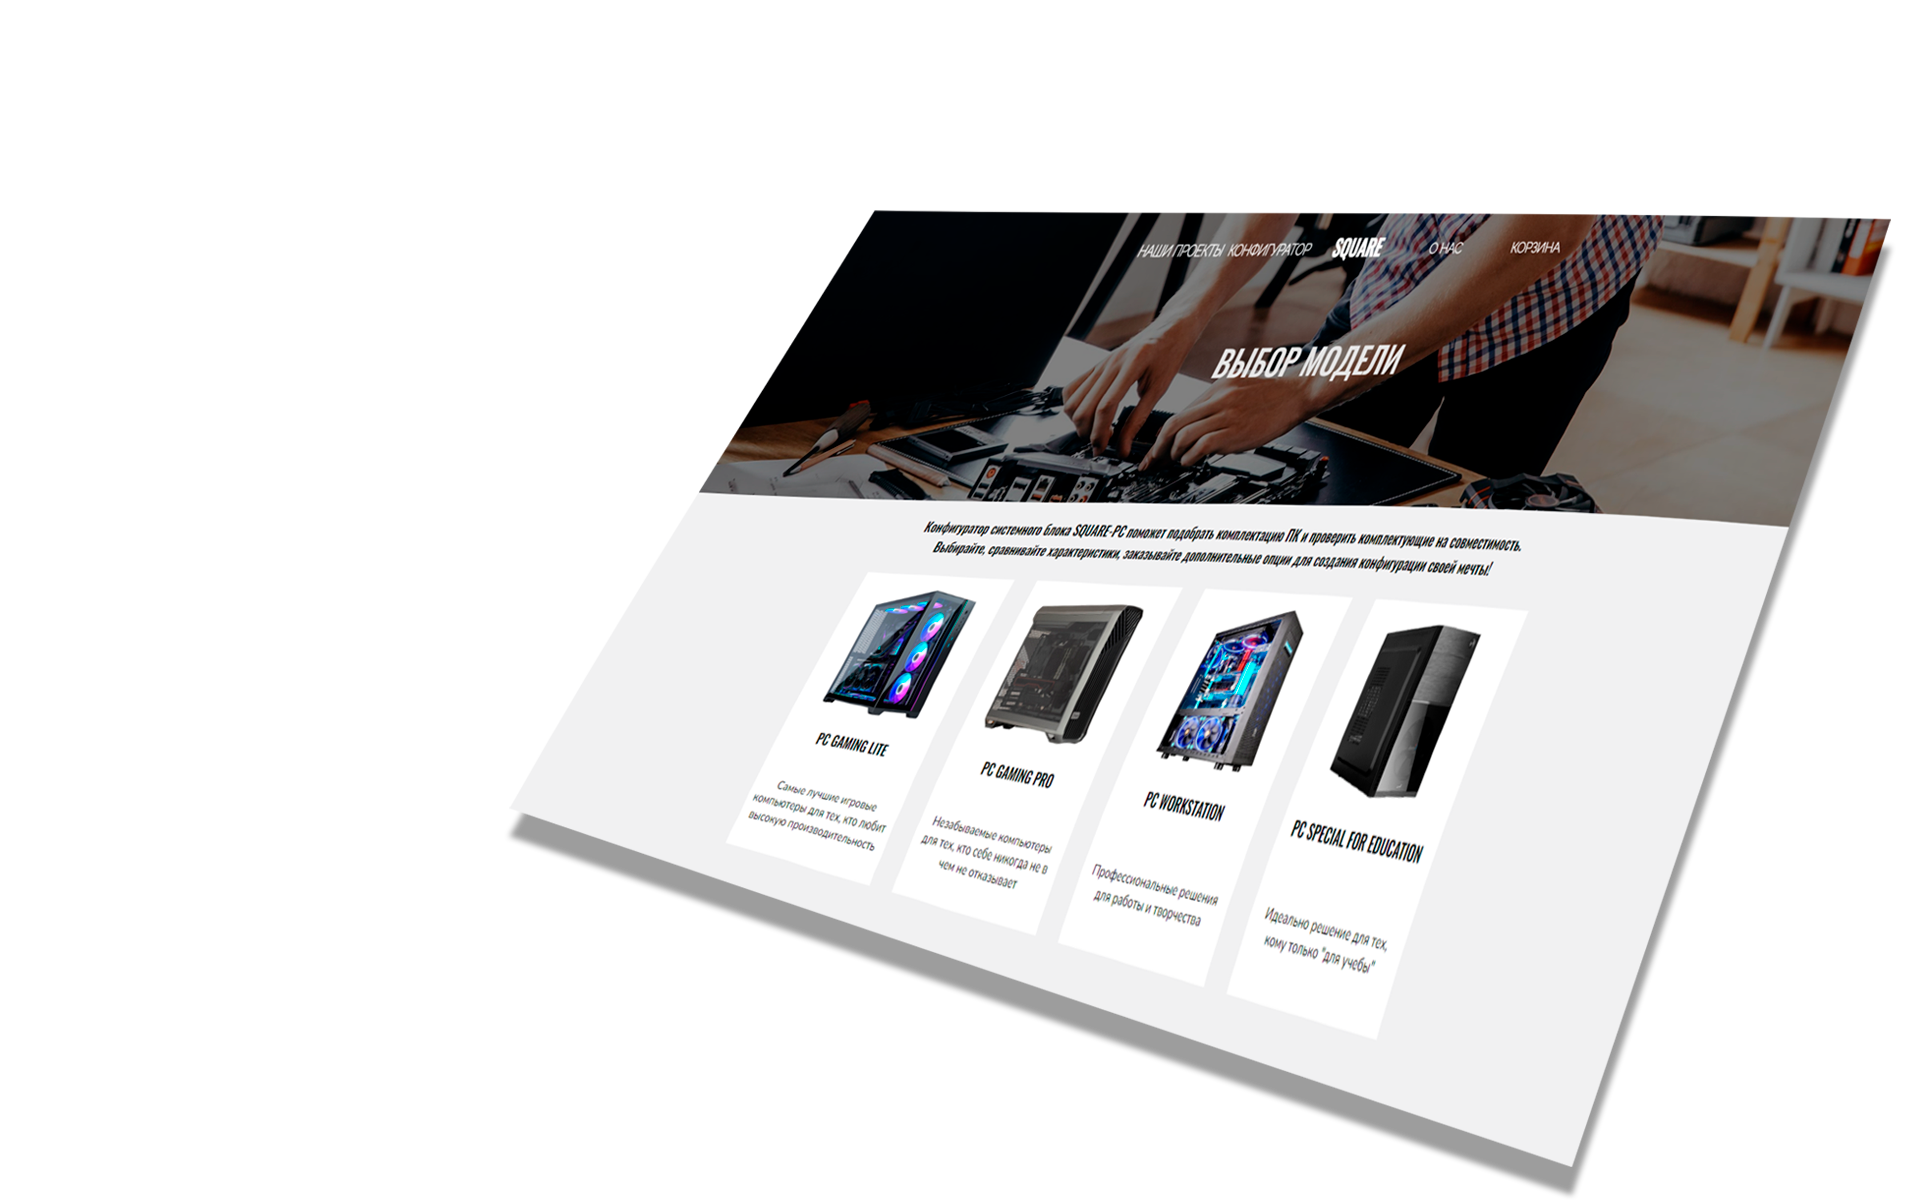 НАШИ ПРОЕКТЫ КОНФИГУРАТОР SQUARE О НАС КОРЗИНА
ВЫБОР МОДЕЛИ
Конфигуратор системного блока SQUARE-PC поможет подобрать комплектацию ПК и проверить комплектующие на совместимость.
Выбирайте, сравнивайте характеристики, заказывайте дополнительные опции для создания конфигурации своей мечты!
PC GAMING LITE
Самые лучшие игровые
компьютеры для тех, кто любит
высокую производительность
PC GAMING PRO
Незабываемые компьютеры
для тех, кто себе никогда не в
чем не отказывает
PC WORKSTATION
Профессиональные решения
для работы и творчества
PC SPECIAL FOR EDUCATION
Идеально решение для тех,
кому только "для учебы"